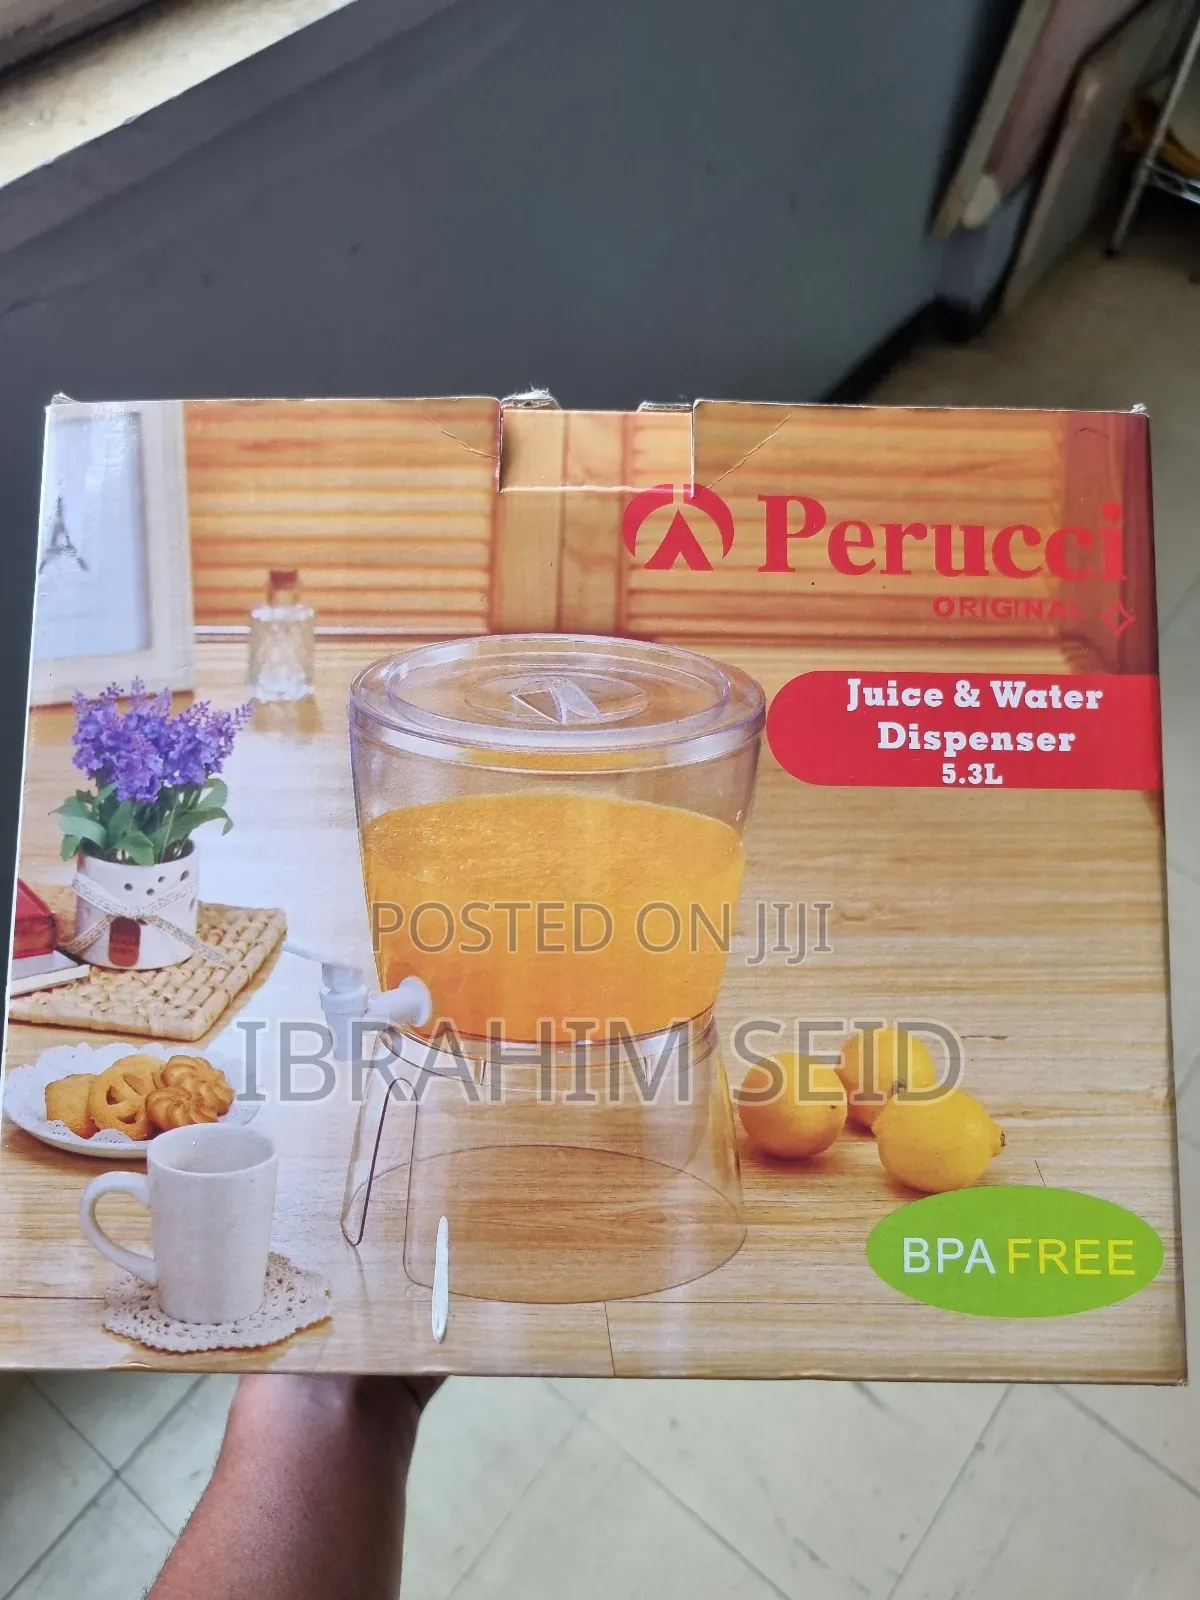 Perucci
ORIGINAL
Juice & Water
Dispenser
5.3L
POSTED ON JIJI
IBRAHIM SEID
BPA FREE